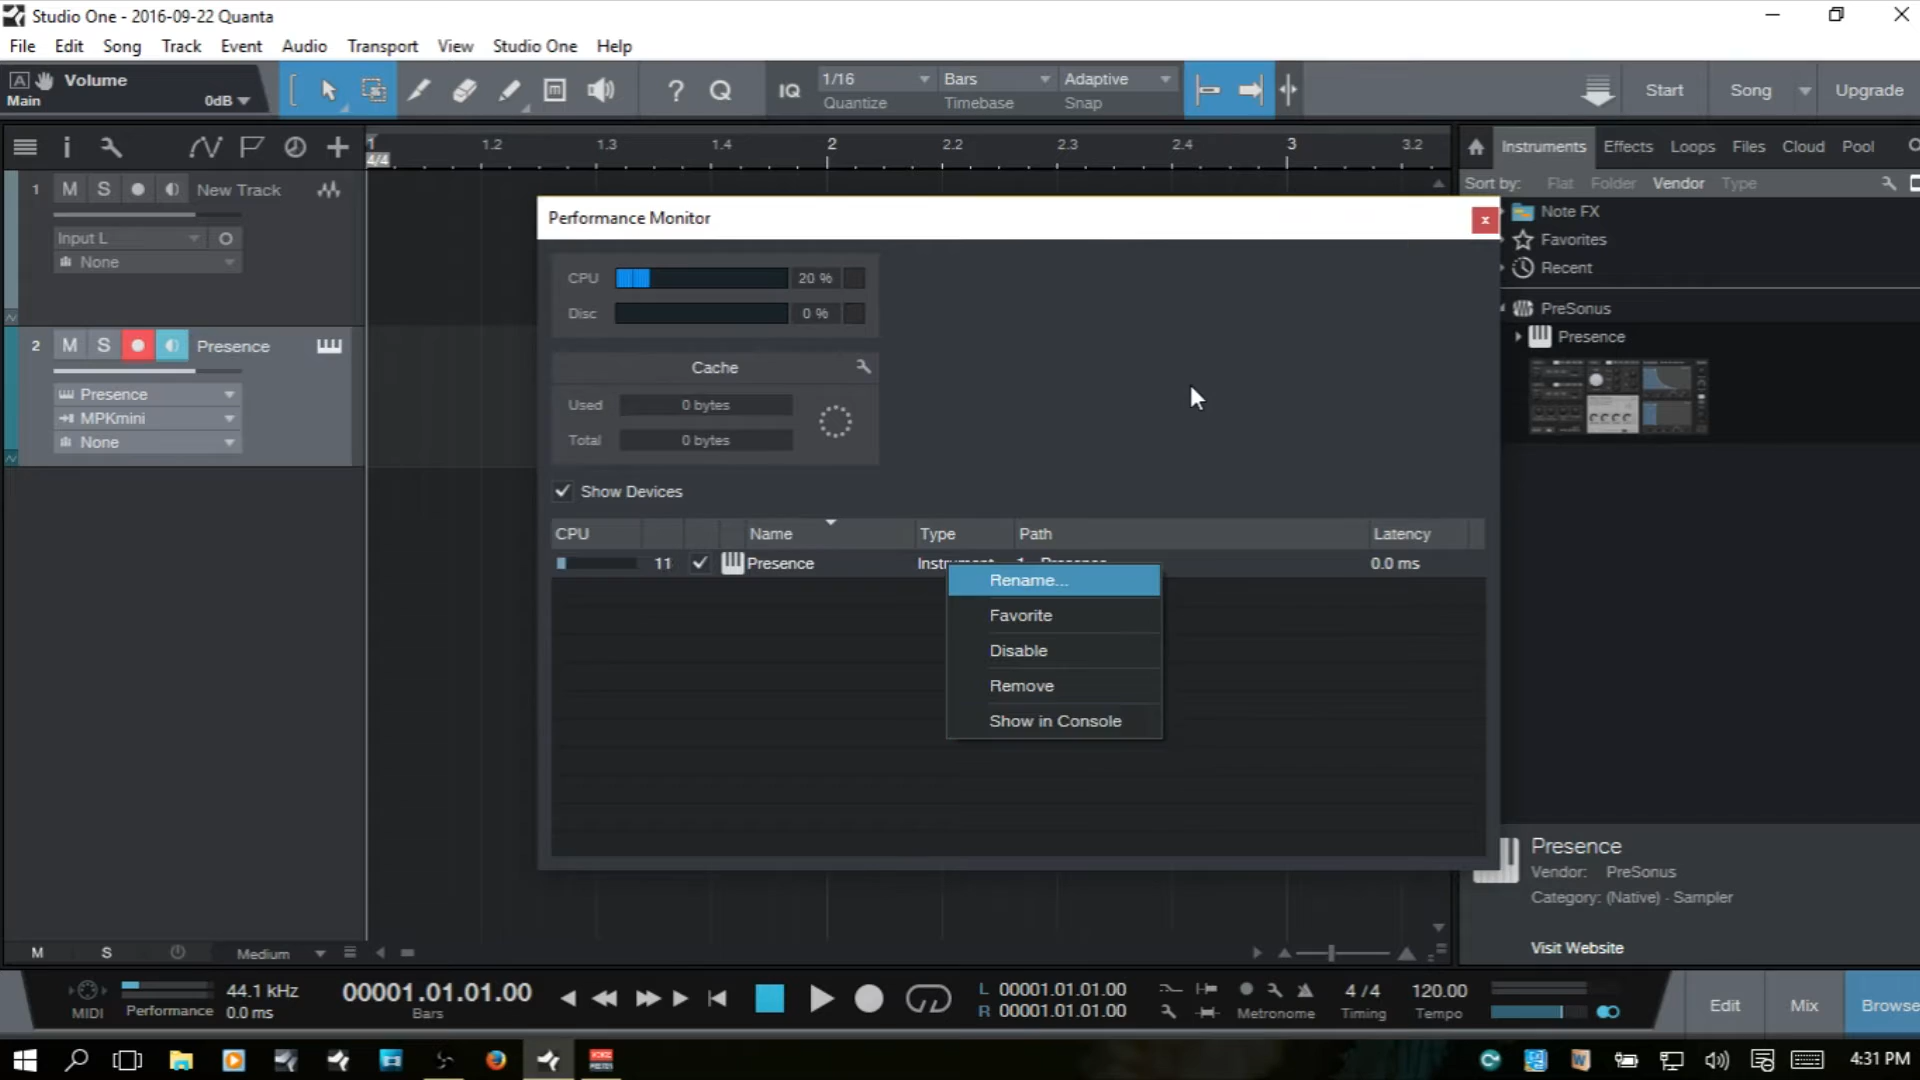 Studio One - 2016-09-22 Quanta
File Edit Song Track Event Audio Transport View Studio One Help
A Volume
Main 0dB
? Q IQ 1/16 Bars Adaptive Start Song Upgrade
Quantize Timebase Snap
1 1.2 1.3 1.4 2 2.2 2.3 2.4 3 3.2
4/4
Instruments Effects Loops Files Cloud Pool
Sort by: Flat Folder Vendor Type
1 M S New Track
Input L
None
2 M S Presence
Presence
MPKmini
None
Performance Monitor x
CPU 20 %
Disc 0 %
Cache
Used 0 bytes
Total 0 bytes
Show Devices
CPU Name Type Path Latency
11 Presence Instrument 1 - Presence 0.0 ms
Rename...
Favorite
Disable
Remove
Show in Console
Note FX
Favorites
Recent
PreSonus
Presence
Presence
Vendor: PreSonus
Category: (Native) - Sampler
Visit Website
M S Medium
MIDI Performance
44.1 kHz
0.0 ms
00001.01.01.00
Bars
L 00001.01.01.00
R 00001.01.01.00
Metronome
4 / 4
Timing
120.00
Tempo
Edit Mix Browse
4:31 PM